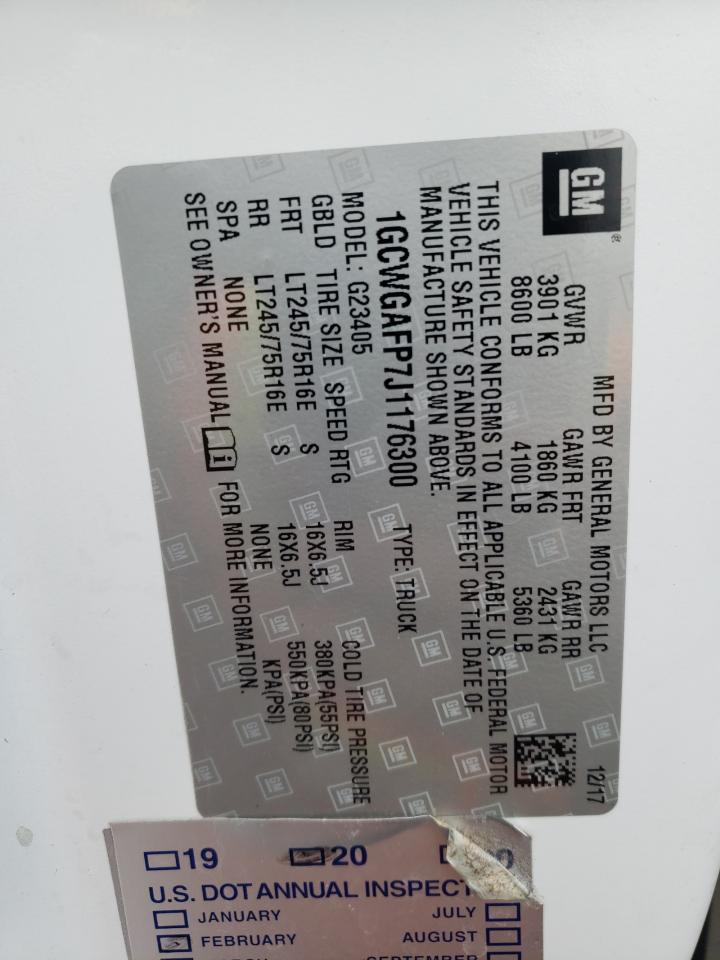 GM
MFD BY GENERAL MOTORS LLC 12/17
GVWR GAWR FRT GAWR RR
3901 KG 1860 KG 2431 KG
8600 LB 4100 LB 5360 LB
THIS VEHICLE CONFORMS TO ALL APPLICABLE U.S. FEDERAL MOTOR
VEHICLE SAFETY STANDARDS IN EFFECT ON THE DATE OF
MANUFACTURE SHOWN ABOVE.
1GCWGAFP7J1176300 TYPE: TRUCK
MODEL: G23405
GBLD TIRE SIZE SPEED RTG RIM COLD TIRE PRESSURE
FRT LT245/75R16E S 16X6.5J 380KPA(55PSI)
RR LT245/75R16E S 16X6.5J 550KPA(80PSI)
SPA NONE NONE KPA(PSI)
SEE OWNER'S MANUAL i FOR MORE INFORMATION.
19 20
U.S. DOT ANNUAL INSPECT
JANUARY JULY
FEBRUARY AUGUST